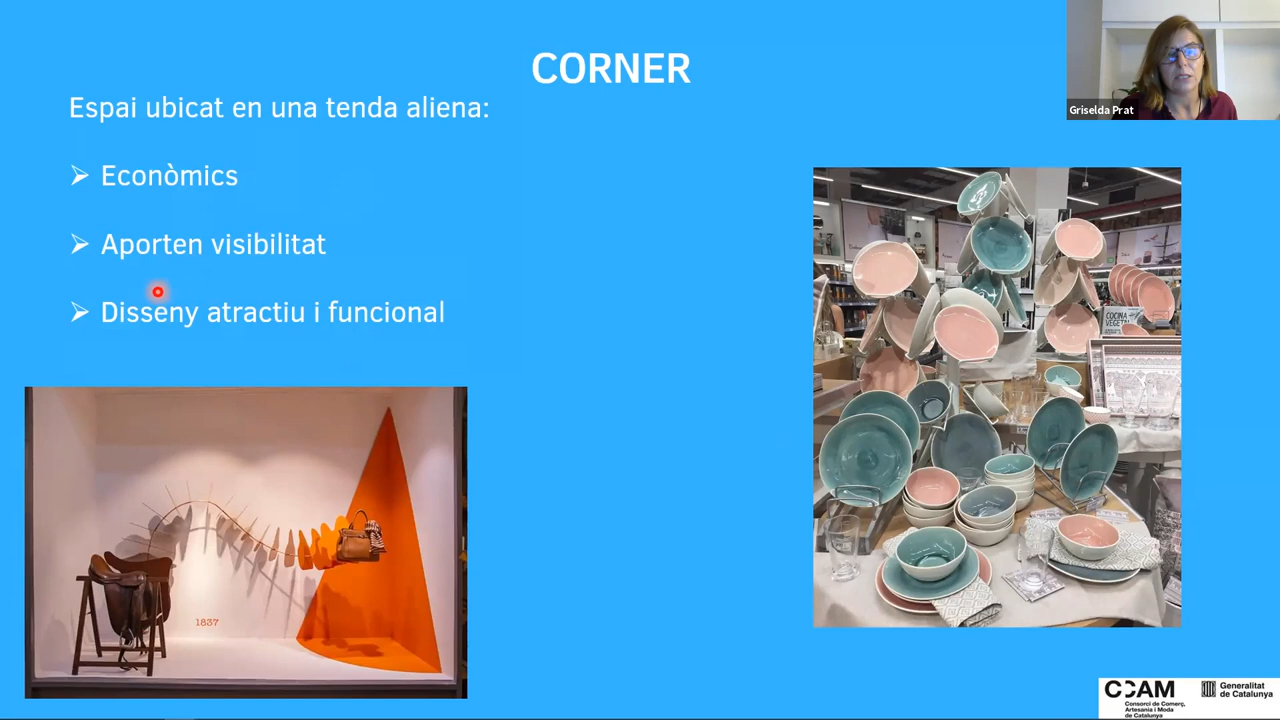 CORNER
Griselda Prat
Espai ubicat en una tenda aliena:
➢ Econòmics
➢ Aporten visibilitat
➢ Disseny atractiu i funcional
COCINA
VEGETAL
1837
CCAM
Consorci de Comerç,
Artesania i Moda
de Catalunya
Generalitat
de Catalunya